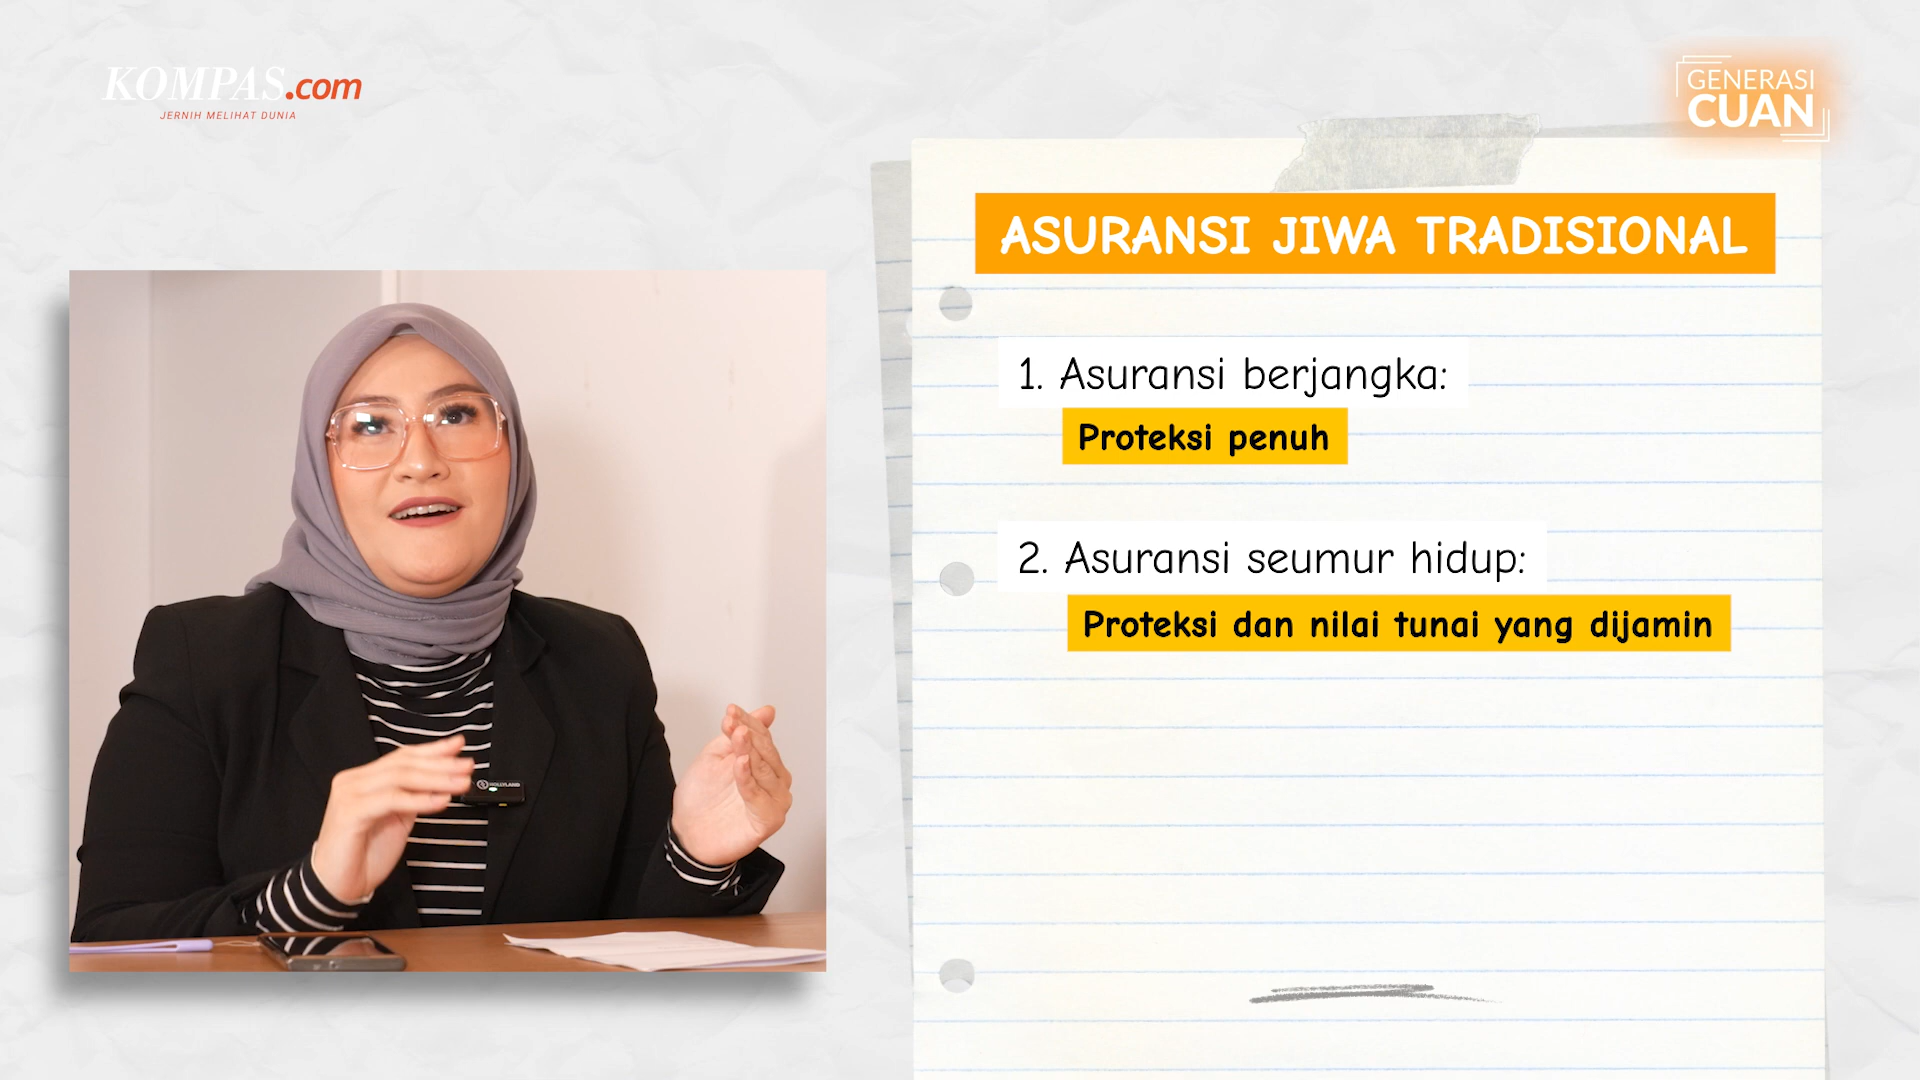 KOMPAS.com
JERNIH MELIHAT DUNIA
GENERASI
CUAN
ASURANSI JIWA TRADISIONAL
1. Asuransi berjangka:
Proteksi penuh
2. Asuransi seumur hidup:
Proteksi dan nilai tunai yang dijamin
HOLLYLAND